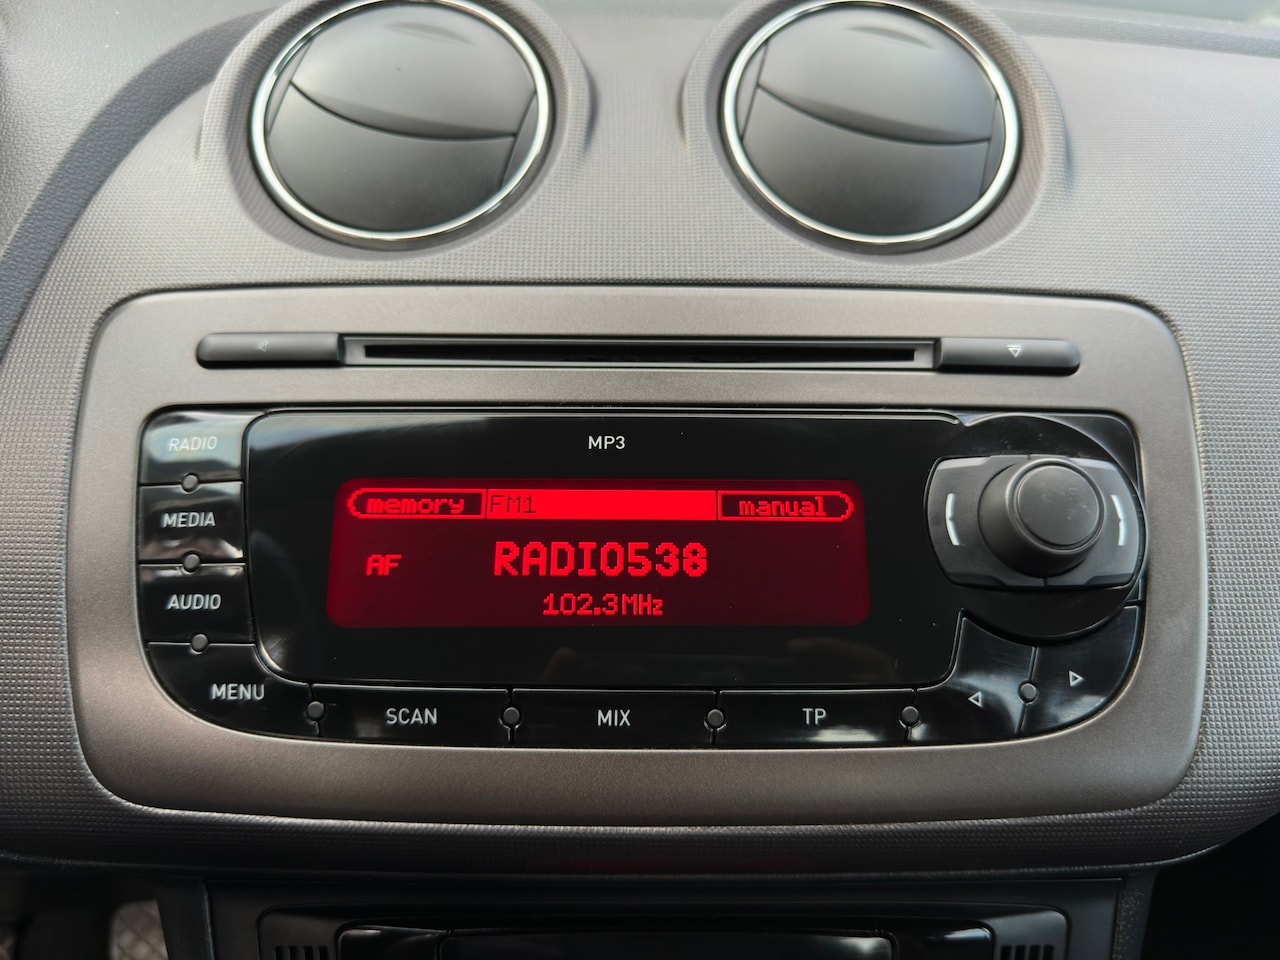 RADIO
MP3
MEDIA
memory FM1 manual
AF RADIO538
102.3MHz
AUDIO
MENU
SCAN MIX TP